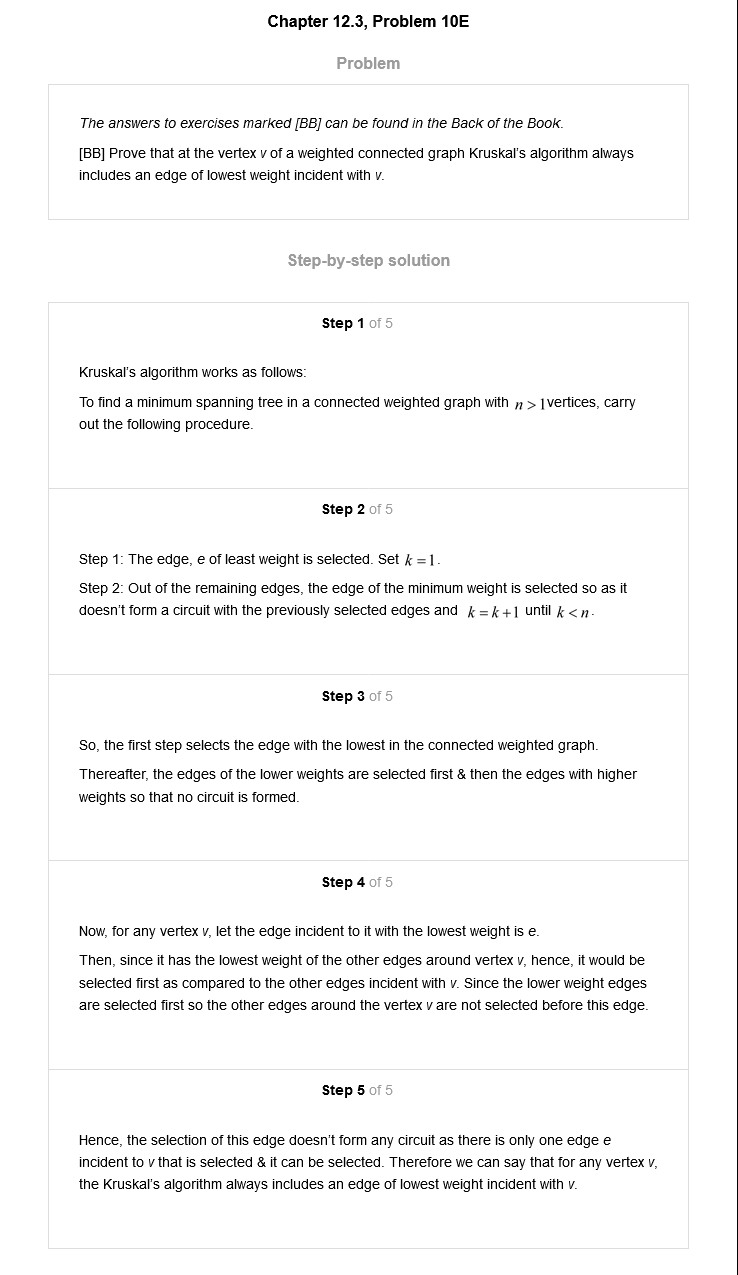 Chapter 12.3, Problem 10E
Problem
The answers to exercises marked [BB] can be found in the Back of the Book.
[BB] Prove that at the vertex v of a weighted connected graph Kruskal's algorithm always
includes an edge of lowest weight incident with v.
Step-by-step solution
Step 1 of 5
Kruskal's algorithm works as follows:
To find a minimum spanning tree in a connected weighted graph with n > 1 vertices, carry
out the following procedure.
Step 2 of 5
Step 1: The edge, e of least weight is selected. Set k = 1.
Step 2: Out of the remaining edges, the edge of the minimum weight is selected so as it
doesn't form a circuit with the previously selected edges and k = k + 1 until k < n.
Step 3 of 5
So, the first step selects the edge with the lowest in the connected weighted graph.
Thereafter, the edges of the lower weights are selected first & then the edges with higher
weights so that no circuit is formed.
Step 4 of 5
Now, for any vertex v, let the edge incident to it with the lowest weight is e.
Then, since it has the lowest weight of the other edges around vertex v, hence, it would be
selected first as compared to the other edges incident with v. Since the lower weight edges
are selected first so the other edges around the vertex v are not selected before this edge.
Step 5 of 5
Hence, the selection of this edge doesn't form any circuit as there is only one edge e
incident to v that is selected & it can be selected. Therefore we can say that for any vertex v,
the Kruskal's algorithm always includes an edge of lowest weight incident with v.